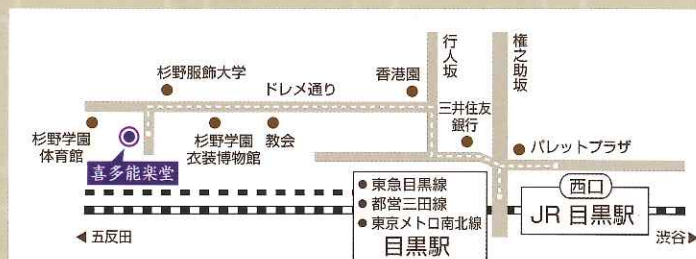 行人坂
権之助坂
杉野服飾大学
ドレメ通り
香港園
三井住友
銀行
パレットプラザ
杉野学園
体育館
喜多能楽堂
杉野学園
衣装博物館
教会
西口
JR 目黒駅
● 東急目黒線
● 都営三田線
● 東京メトロ南北線
目黒駅
◀ 五反田
渋谷▶